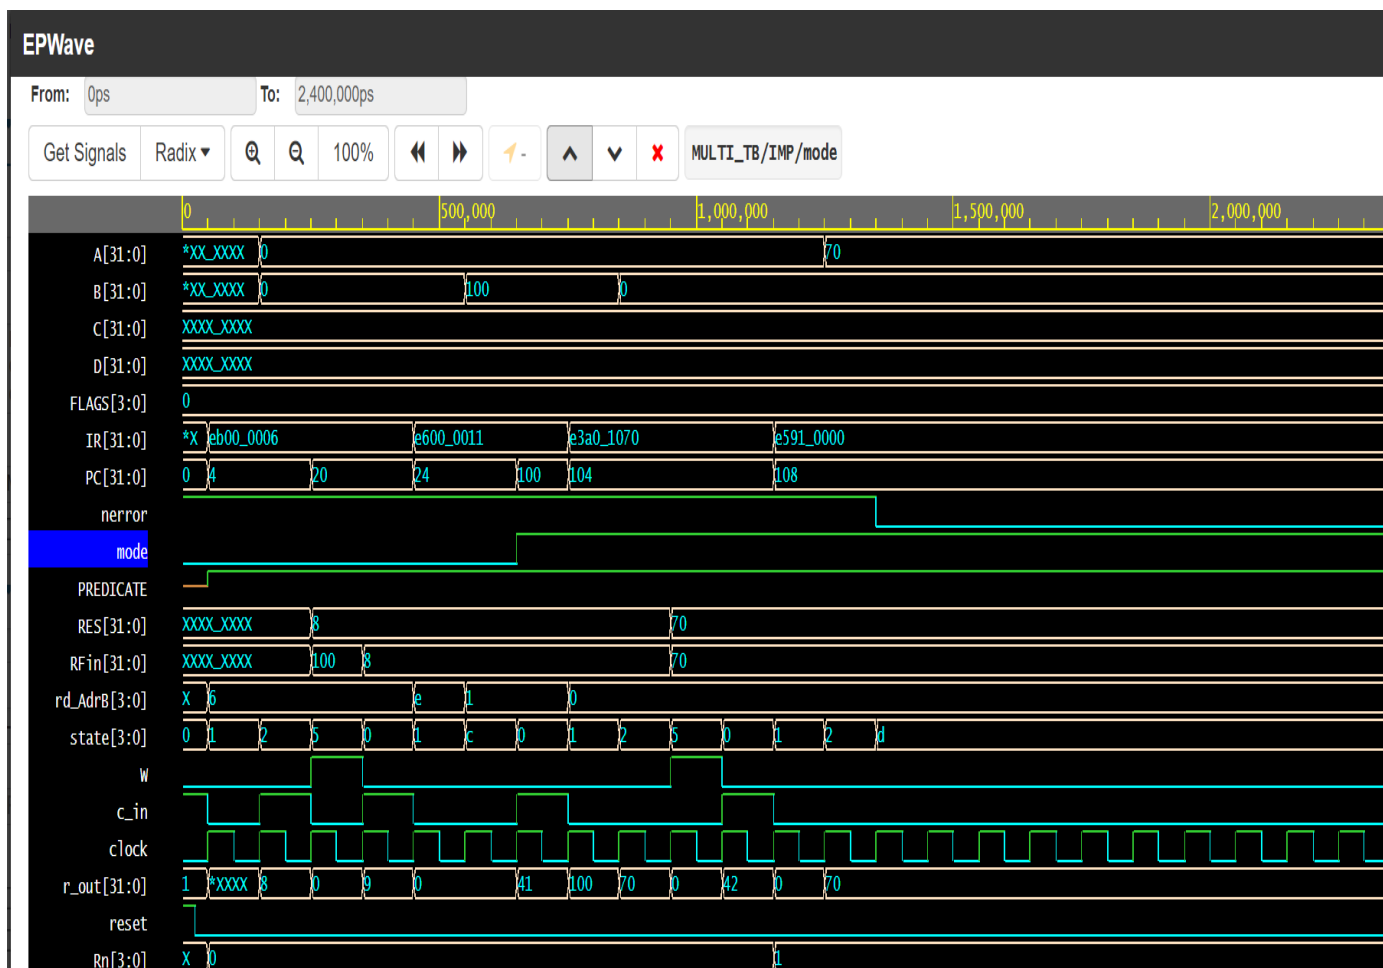 EPWave
From: 0ps To: 2,400,000ps
Get Signals Radix 100% - MULTI_TB/IMP/mode
0 500,000 1,000,000 1,500,000 2,000,000
A[31:0] *XX_XXXX 0 70
B[31:0] *XX_XXXX 0 100 0
C[31:0] XXXX_XXXX
D[31:0] XXXX_XXXX
FLAGS[3:0] 0
IR[31:0] *X eb00_0006 e600_0011 e3a0_1070 e591_0000
PC[31:0] 0 4 20 24 100 104 108
nerror
mode
PREDICATE
RES[31:0] XXXX_XXXX 8 70
RFin[31:0] XXXX_XXXX 100 8 70
rd_AdrB[3:0] X 6 e 1 0
state[3:0] 0 1 2 5 0 1 c 0 1 2 5 0 1 2 d
W
c_in
clock
r_out[31:0] 1 *XXXX 8 0 9 0 41 100 70 0 42 0 70
reset
Rn[3:0] X 0 1